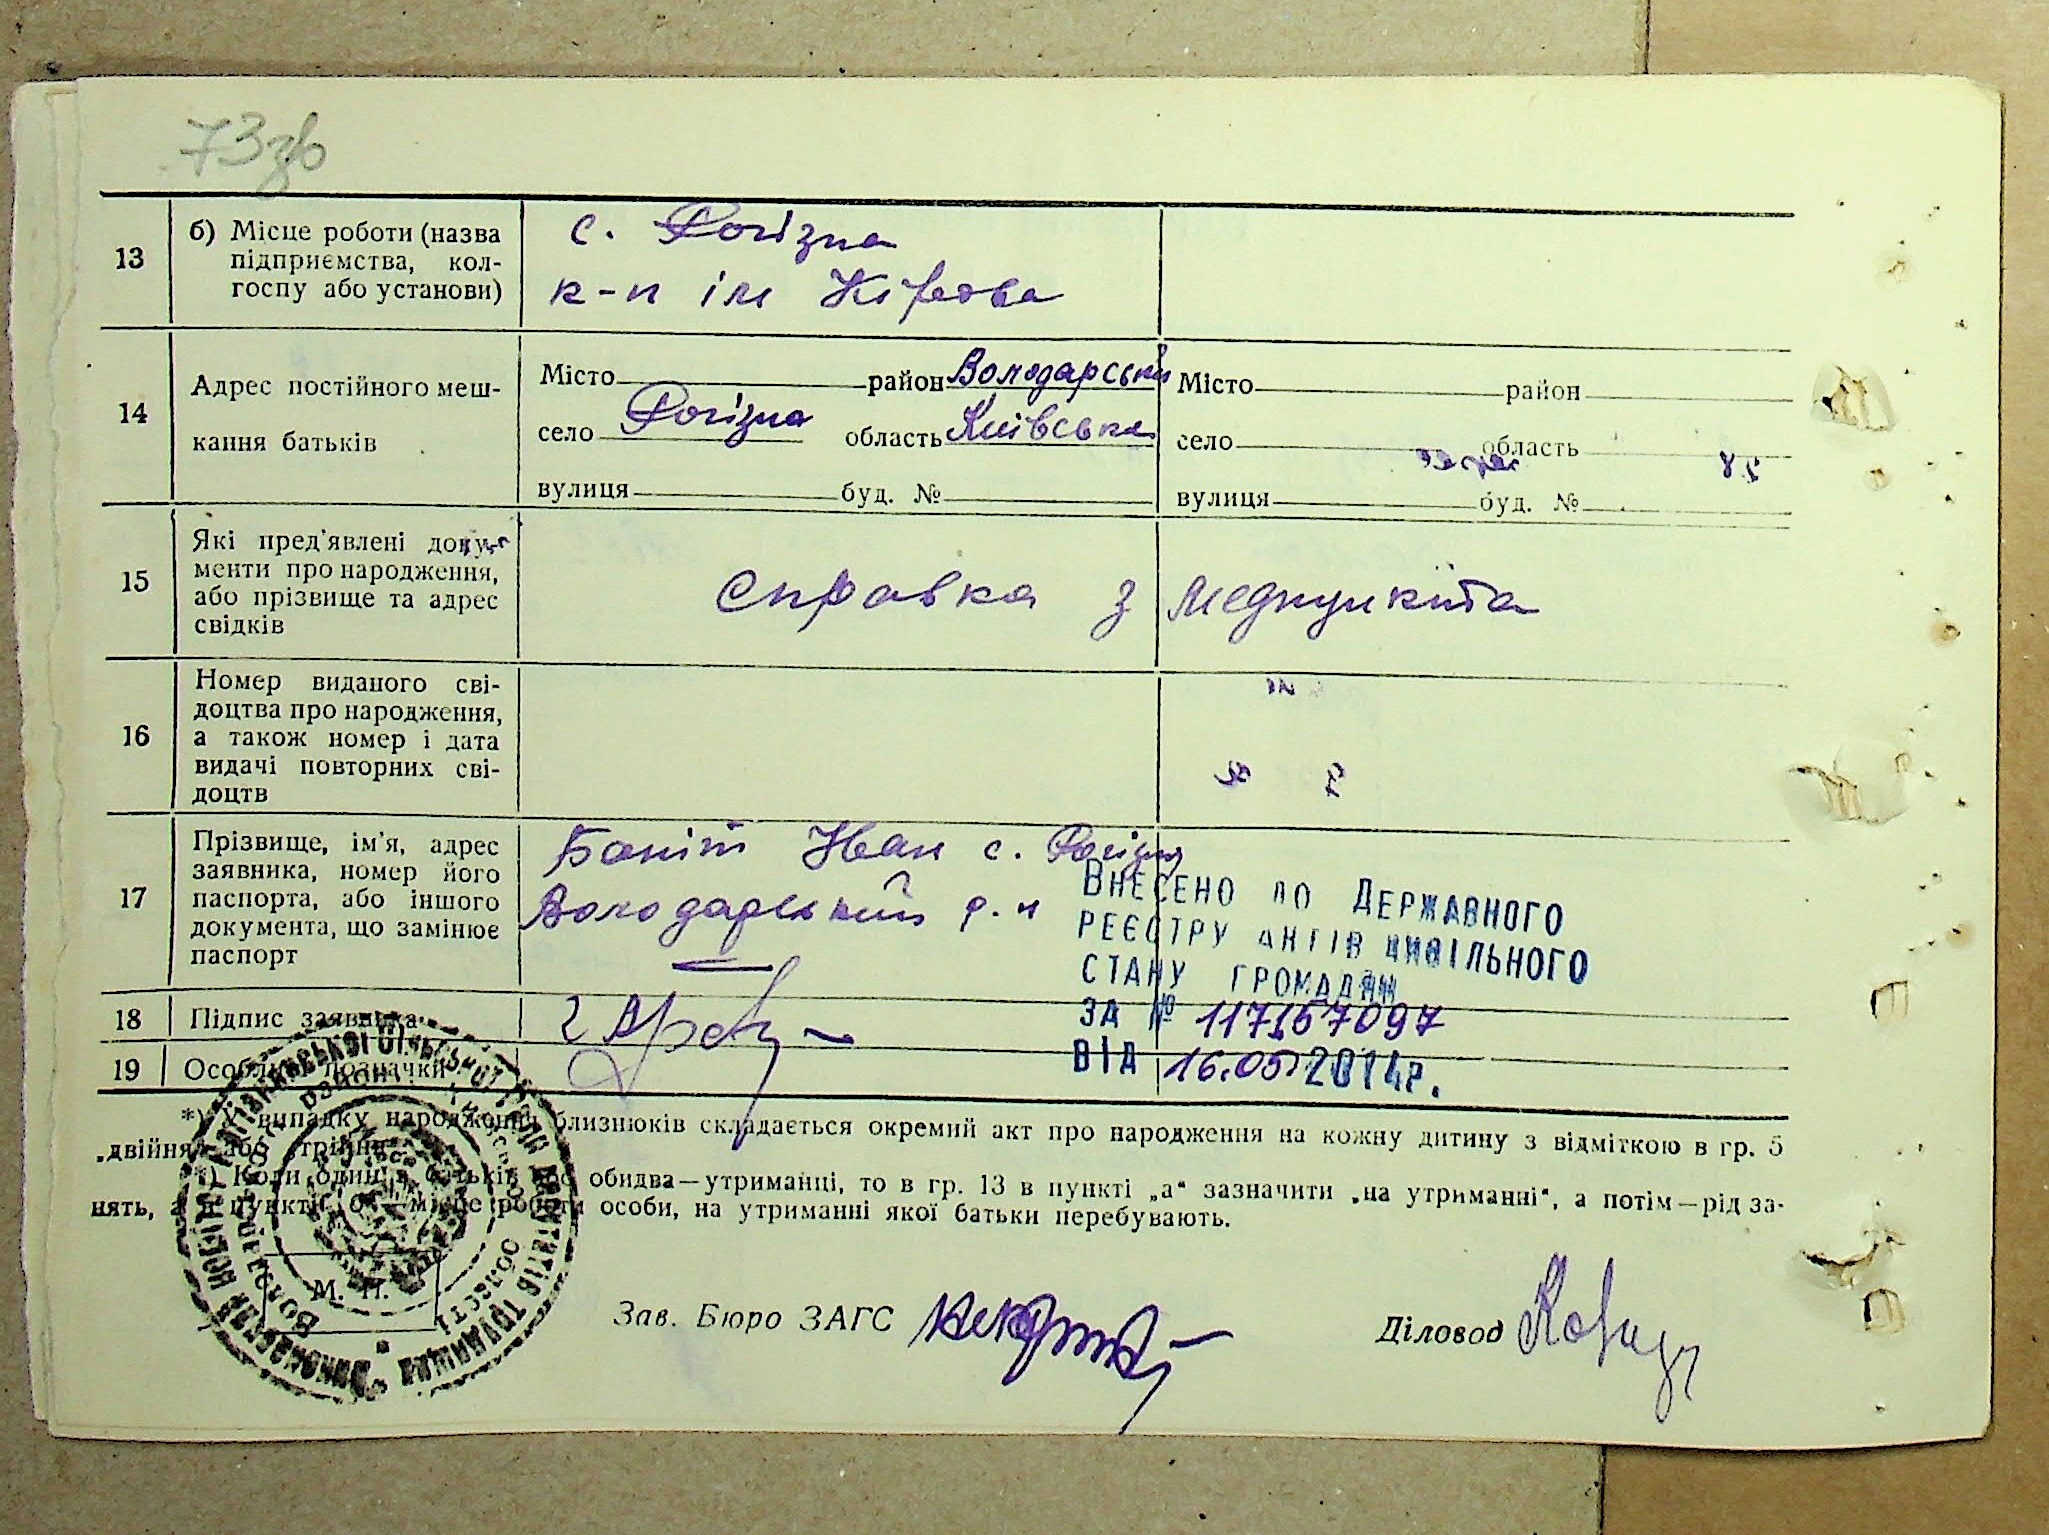 73зв
13
б) Місце роботи (назва
підприємства, кол-
госпу або установи)
с. Рогізна
к-п ім Кірова
14
Адрес постійного меш-
кання батьків
Місто район Володарський
село Рогізна область Київська
вулиця буд. №
Місто район
село область
вулиця буд. №
15
Які пред'явлені доку-
менти про народження,
або прізвище та адрес
свідків
справка з медпункта
16
Номер виданого сві-
доцтва про народження,
а також номер і дата
видачі повторних сві-
доцтв
17
Прізвище, ім'я, адрес
заявника, номер його
паспорта, або іншого
документа, що замінює
паспорт
Іван с. Рогізна
Володарський р-н
Внесено до Державного
реєстру актів цивільного
стану громадян
за № 117167097
від 16.05 2014р.
18 Підпис заявника
19 Особливі позначки
*) У випадку народження близнюків складається окремий акт про народження на кожну дитину з відміткою в гр. 5
„двійня“ або „трійня“.
*) Коли один з батьків або обидва—утриманці, то в гр. 13 в пункті „а“ зазначити „на утриманні“, а потім—рід за-
нять, а в пункті „б“—місце роботи особи, на утриманні якої батьки перебувають.
М. П.
Зав. Бюро ЗАГС
Діловод